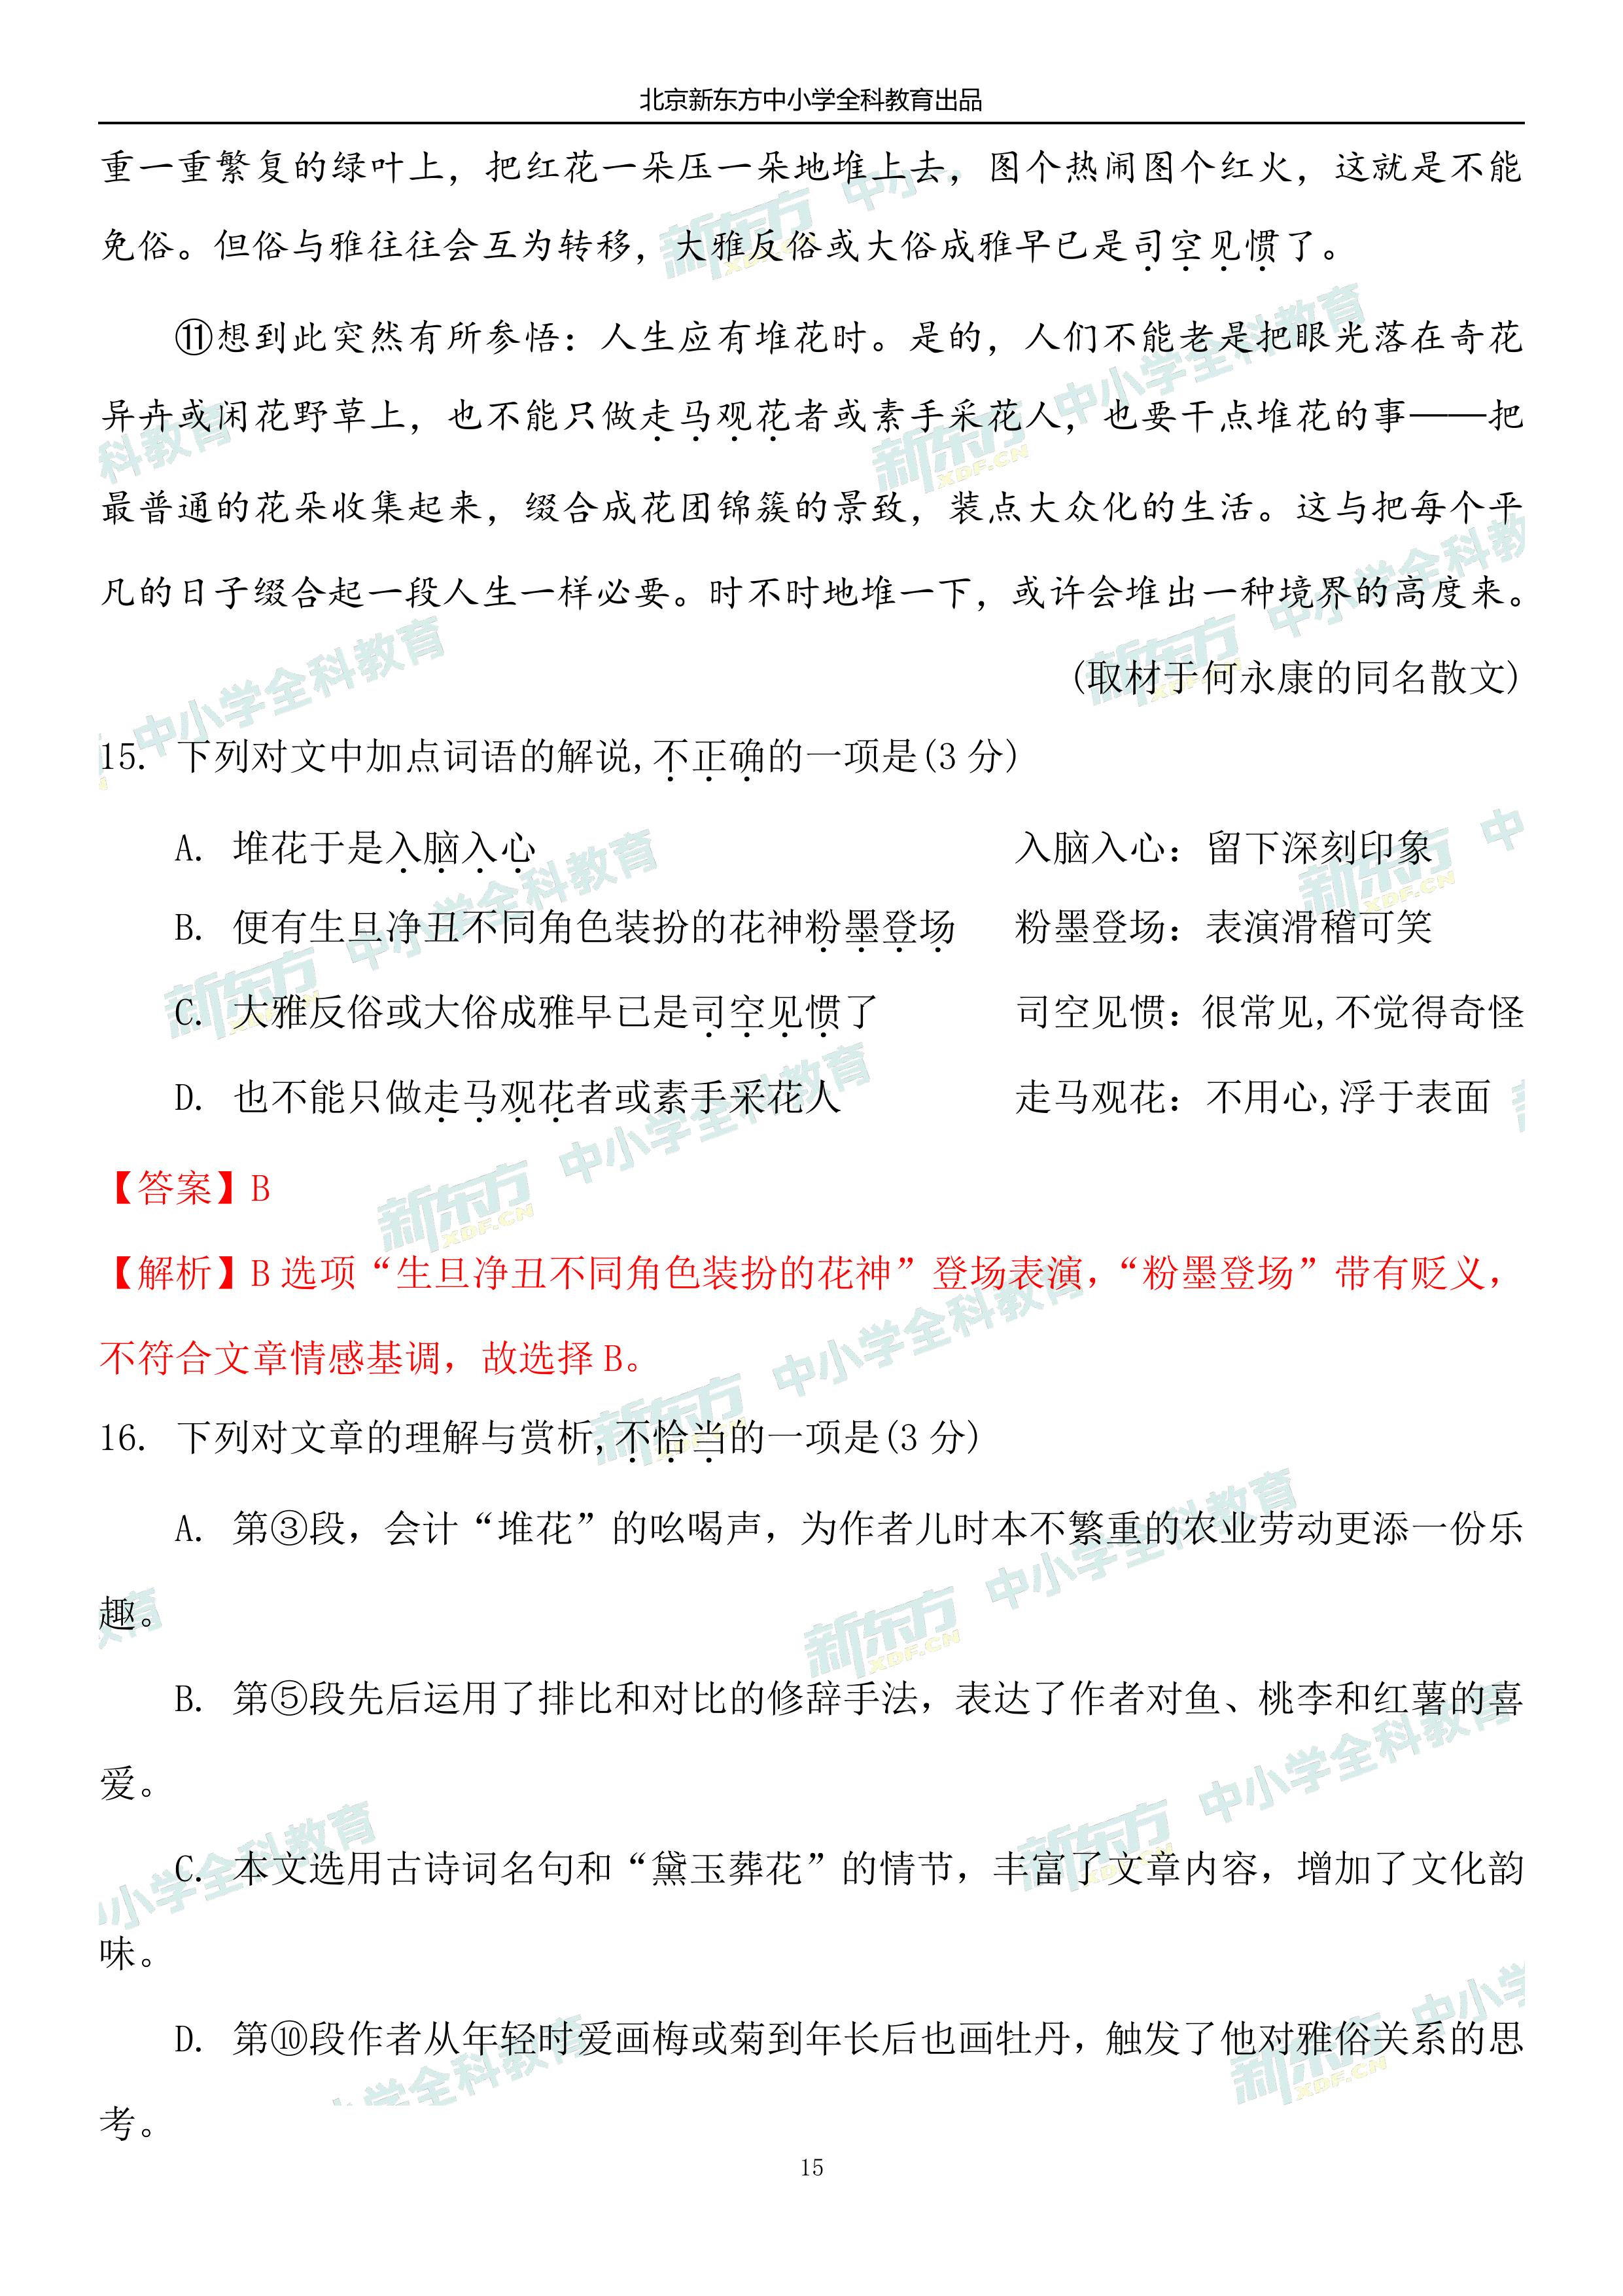 北京新东方中小学全科教育出品
重一重繁复的绿叶上，把红花一朵压一朵地堆上去，图个热闹图个红火，这就是不能
免俗。但俗与雅往往会互为转移，大雅反俗或大俗成雅早已是司空见惯了。
⑪想到此突然有所参悟：人生应有堆花时。是的，人们不能老是把眼光落在奇花
异卉或闲花野草上，也不能只做走马观花者或素手采花人，也要干点堆花的事——把
最普通的花朵收集起来，缀合成花团锦簇的景致，装点大众化的生活。这与把每个平
凡的日子缀合起一段人生一样必要。时不时地堆一下，或许会堆出一种境界的高度来。
(取材于何永康的同名散文)
15. 下列对文中加点词语的解说,不正确的一项是(3 分)
A. 堆花于是入脑入心 入脑入心：留下深刻印象
B. 便有生旦净丑不同角色装扮的花神粉墨登场 粉墨登场：表演滑稽可笑
C. 大雅反俗或大俗成雅早已是司空见惯了 司空见惯：很常见,不觉得奇怪
D. 也不能只做走马观花者或素手采花人 走马观花：不用心,浮于表面
【答案】B
【解析】B 选项“生旦净丑不同角色装扮的花神”登场表演，“粉墨登场”带有贬义，
不符合文章情感基调，故选择 B。
16. 下列对文章的理解与赏析,不恰当的一项是(3 分)
A. 第③段，会计“堆花”的吆喝声，为作者儿时本不繁重的农业劳动更添一份乐
趣。
B. 第⑤段先后运用了排比和对比的修辞手法，表达了作者对鱼、桃李和红薯的喜
爱。
C. 本文选用古诗词名句和“黛玉葬花”的情节，丰富了文章内容，增加了文化韵
味。
D. 第⑩段作者从年轻时爱画梅或菊到年长后也画牡丹，触发了他对雅俗关系的思
考。
15